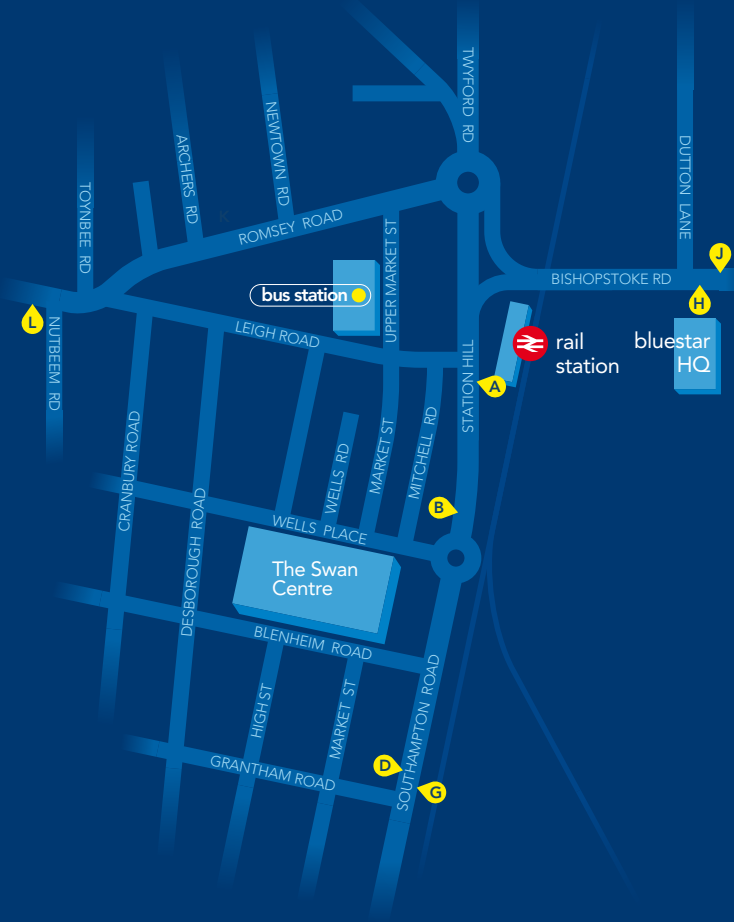 TWYFORD RD
NEWTOWN RD
ARCHERS RD
DUTTON LANE
TOYNBEE RD
K
ROMSEY ROAD
UPPER MARKET ST
J
BISHOPSTOKE RD
bus station
H
L
LEIGH ROAD
NUTBEEM RD
rail
station
bluestar
HQ
STATION HILL
A
CRANBURY ROAD
DESBOROUGH ROAD
WELLS RD
MARKET ST
MITCHELL RD
B
WELLS PLACE
The Swan
Centre
BLENHEIM ROAD
HIGH ST
MARKET ST
SOUTHAMPTON ROAD
D
G
GRANTHAM ROAD